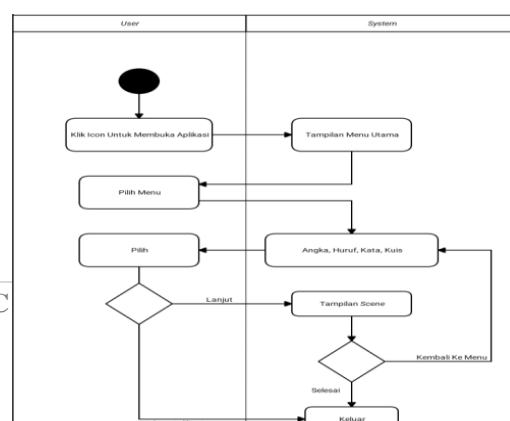 User
System
Klik Icon Untuk Membuka Aplikasi
Tampilan Menu Utama
Pilih Menu
Pilih
Angka, Huruf, Kata, Kuis
Lanjut
Tampilan Scene
C
Kembali Ke Menu
Selesai
Keluar